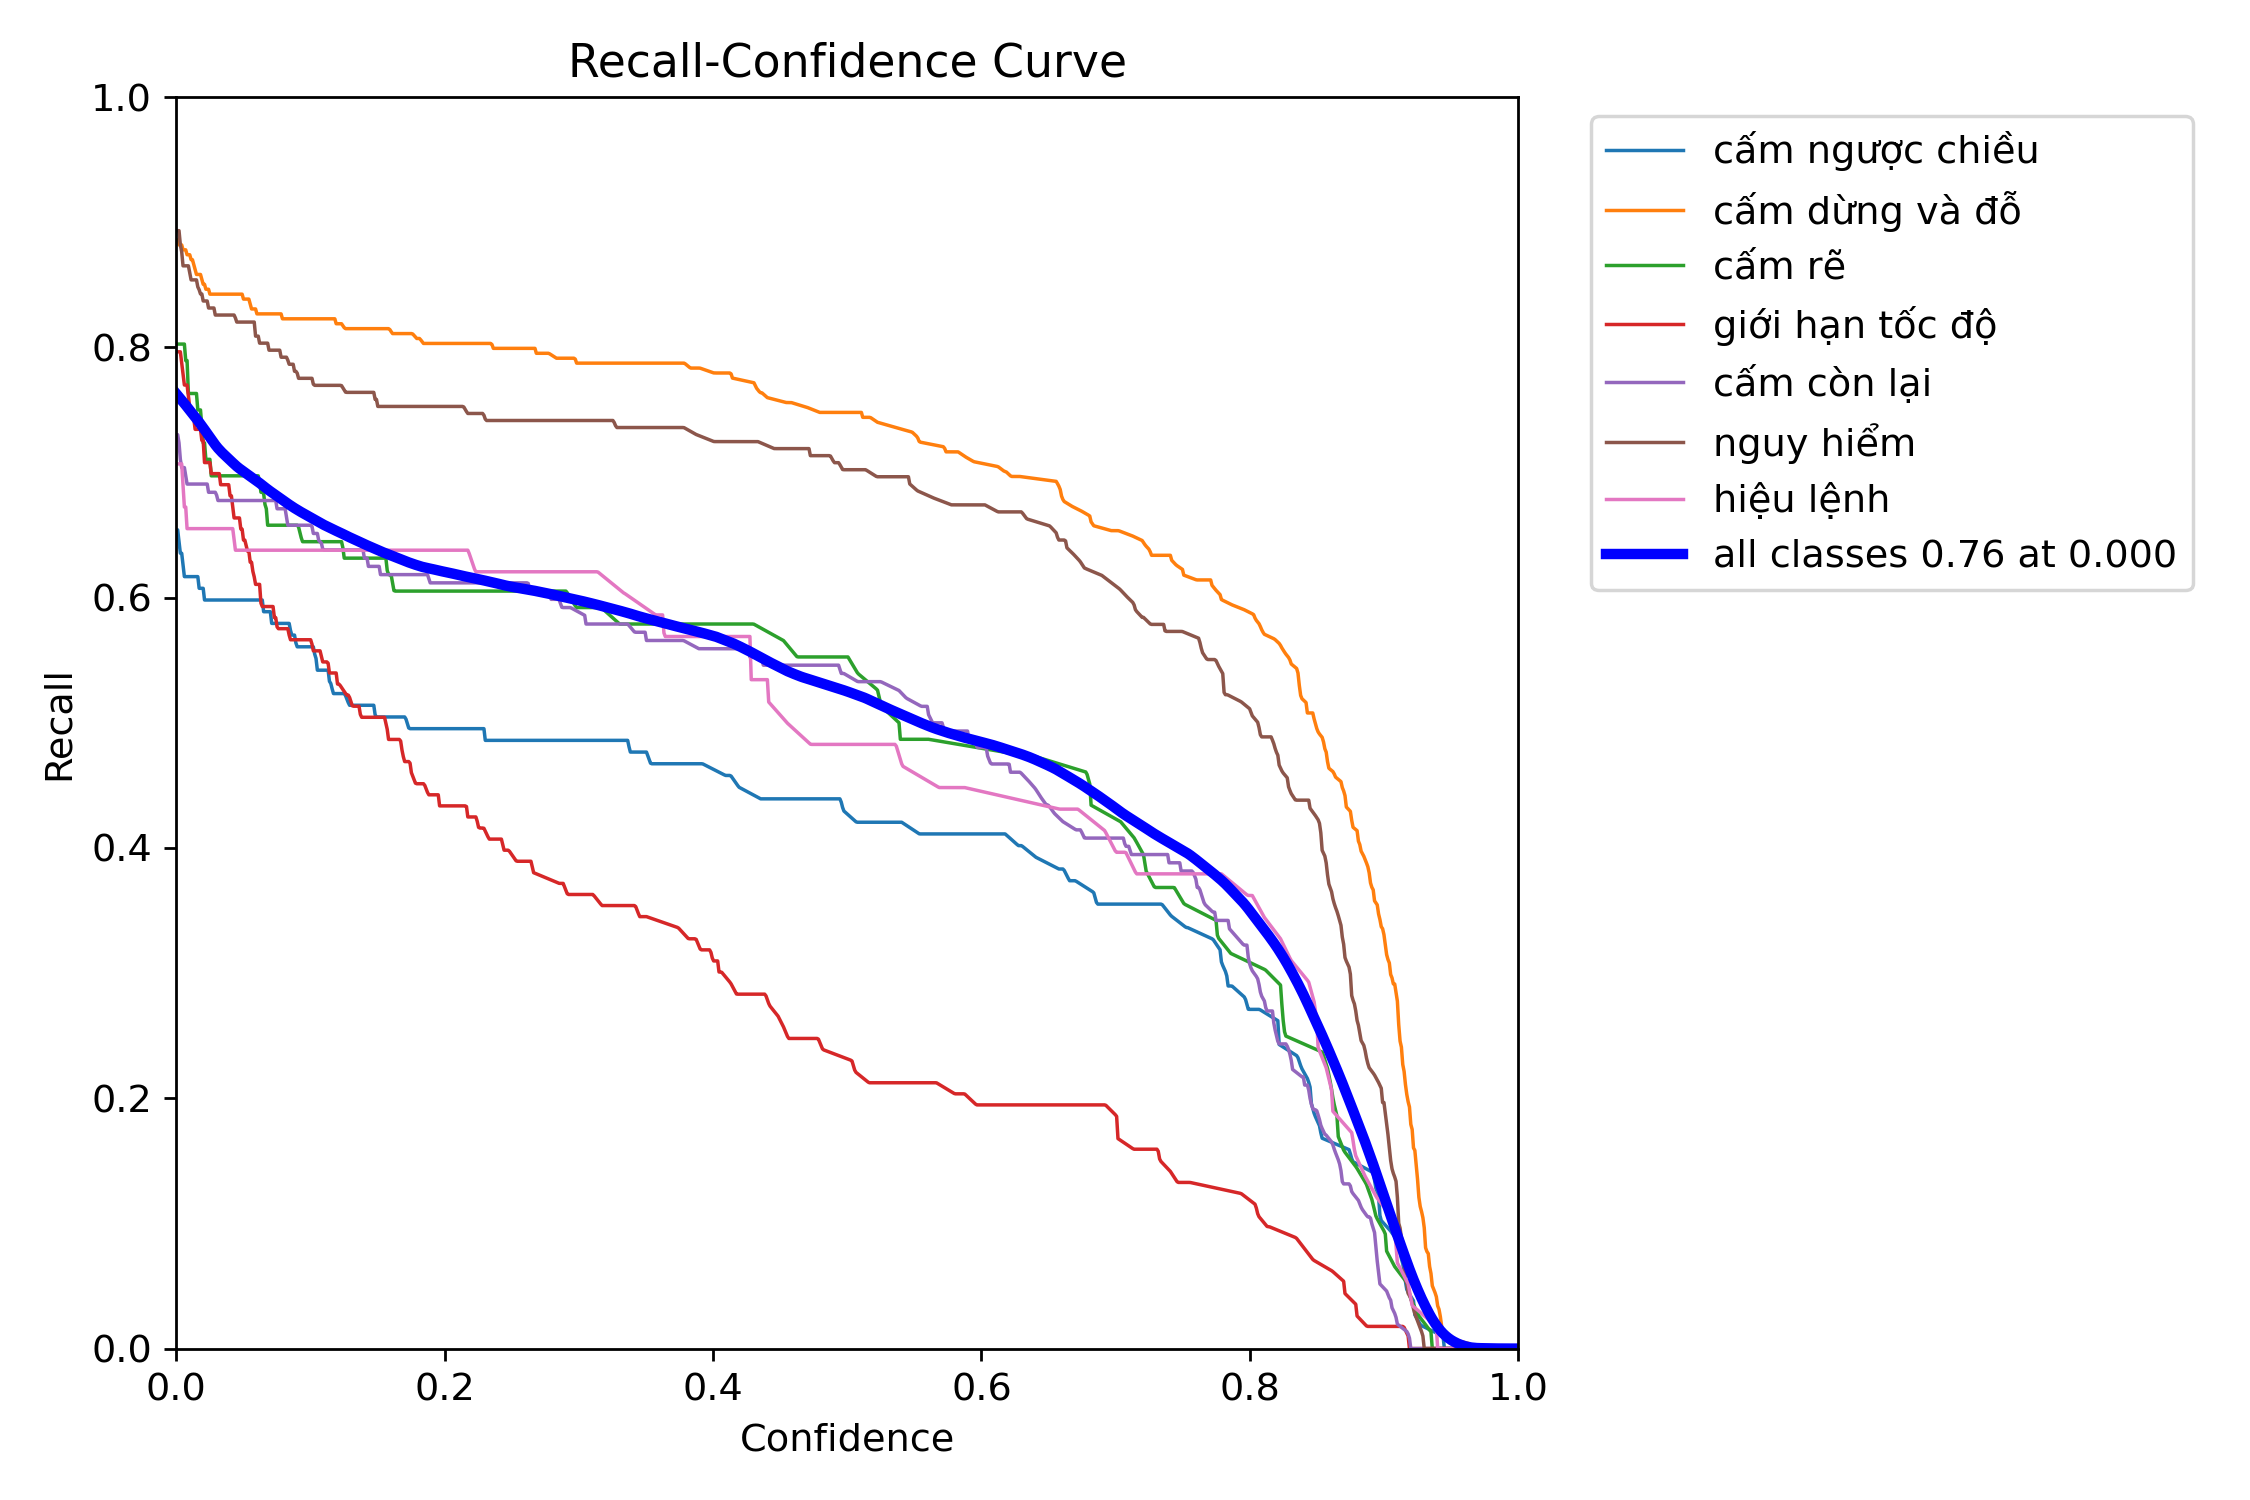 Recall-Confidence Curve
1.0
0.8
0.6
0.4
0.2
0.0
Recall
0.0 0.2 0.4 0.6 0.8 1.0
Confidence
cấm ngược chiều
cấm dừng và đỗ
cấm rẽ
giới hạn tốc độ
cấm còn lại
nguy hiểm
hiệu lệnh
all classes 0.76 at 0.000